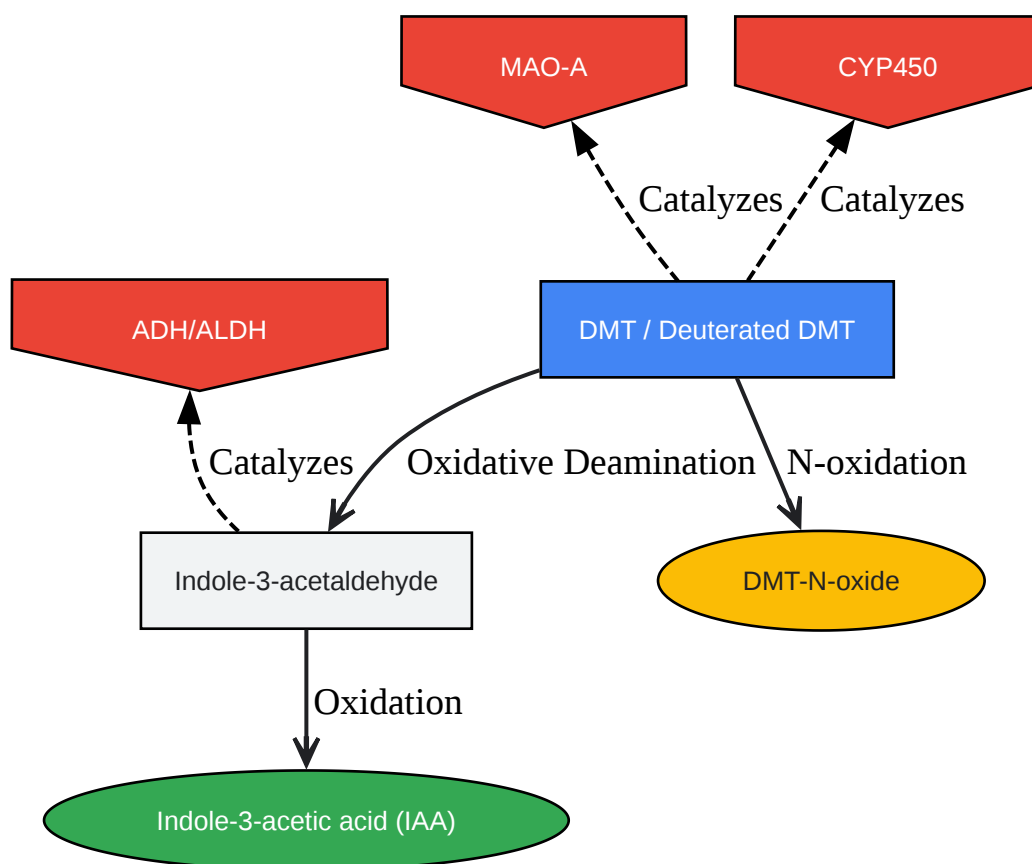 MAO-A
CYP450
Catalyzes
Catalyzes
ADH/ALDH
DMT / Deuterated DMT
Catalyzes
Oxidative Deamination
N-oxidation
Indole-3-acetaldehyde
DMT-N-oxide
Oxidation
Indole-3-acetic acid (IAA)